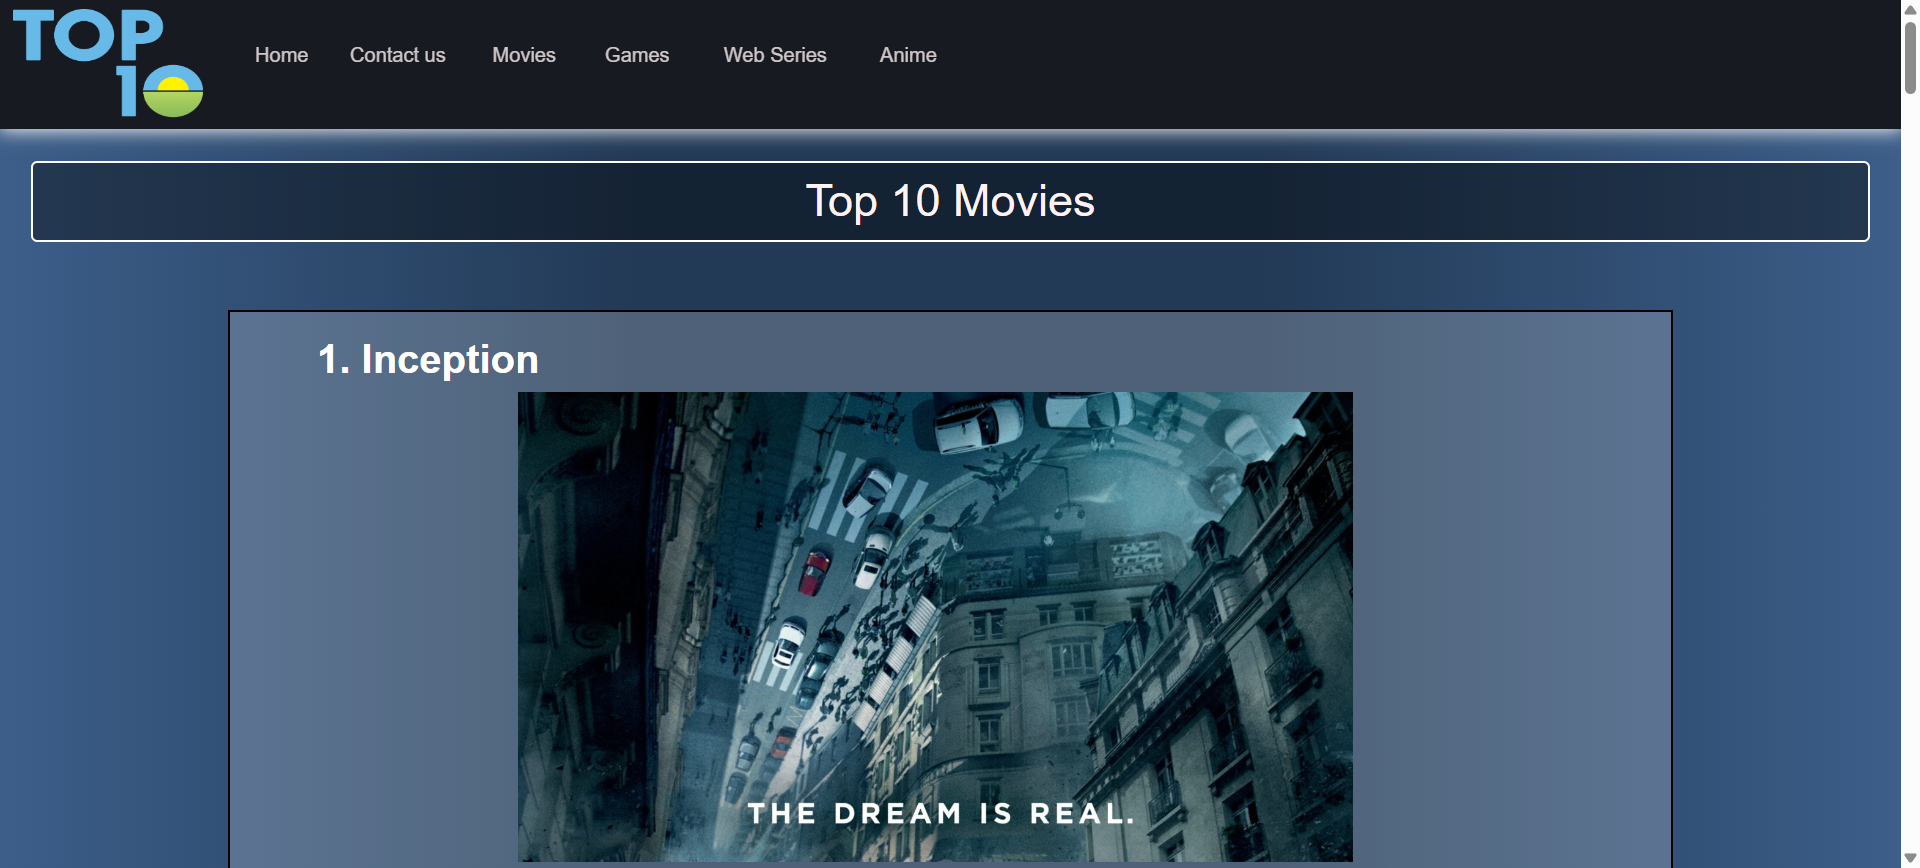 TOP
10
Home Contact us Movies Games Web Series Anime
Top 10 Movies
1. Inception
THE DREAM IS REAL.